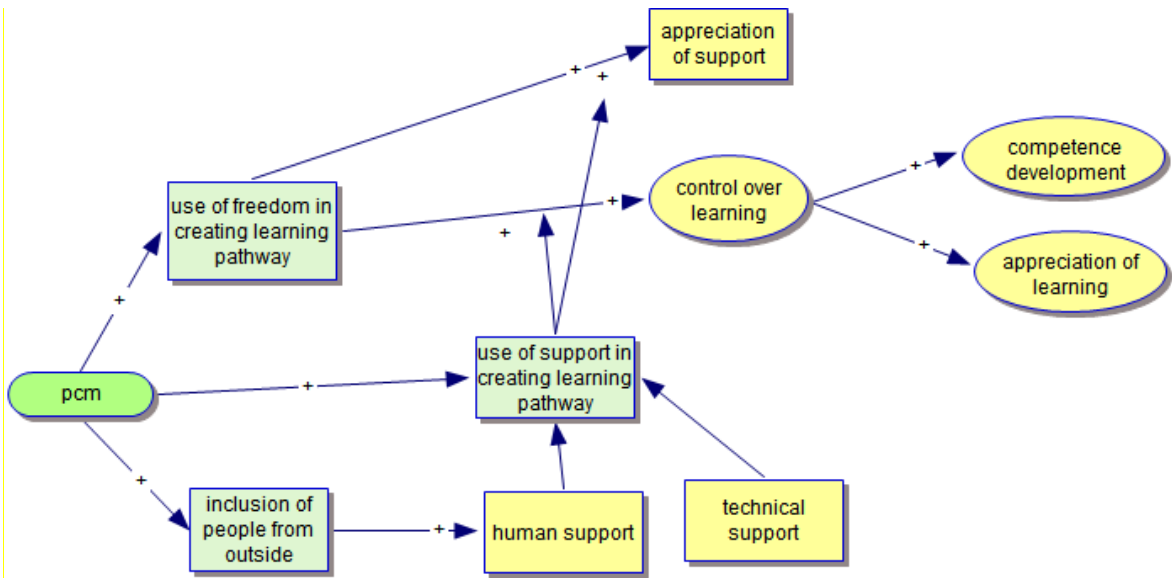 appreciation
of support
+
+
competence
development
+
control over
learning
+
use of freedom in
creating learning
pathway
+
+
appreciation of
learning
+
use of support in
creating learning
pathway
pcm
+
+
inclusion of
people from
outside
+
human support
technical
support